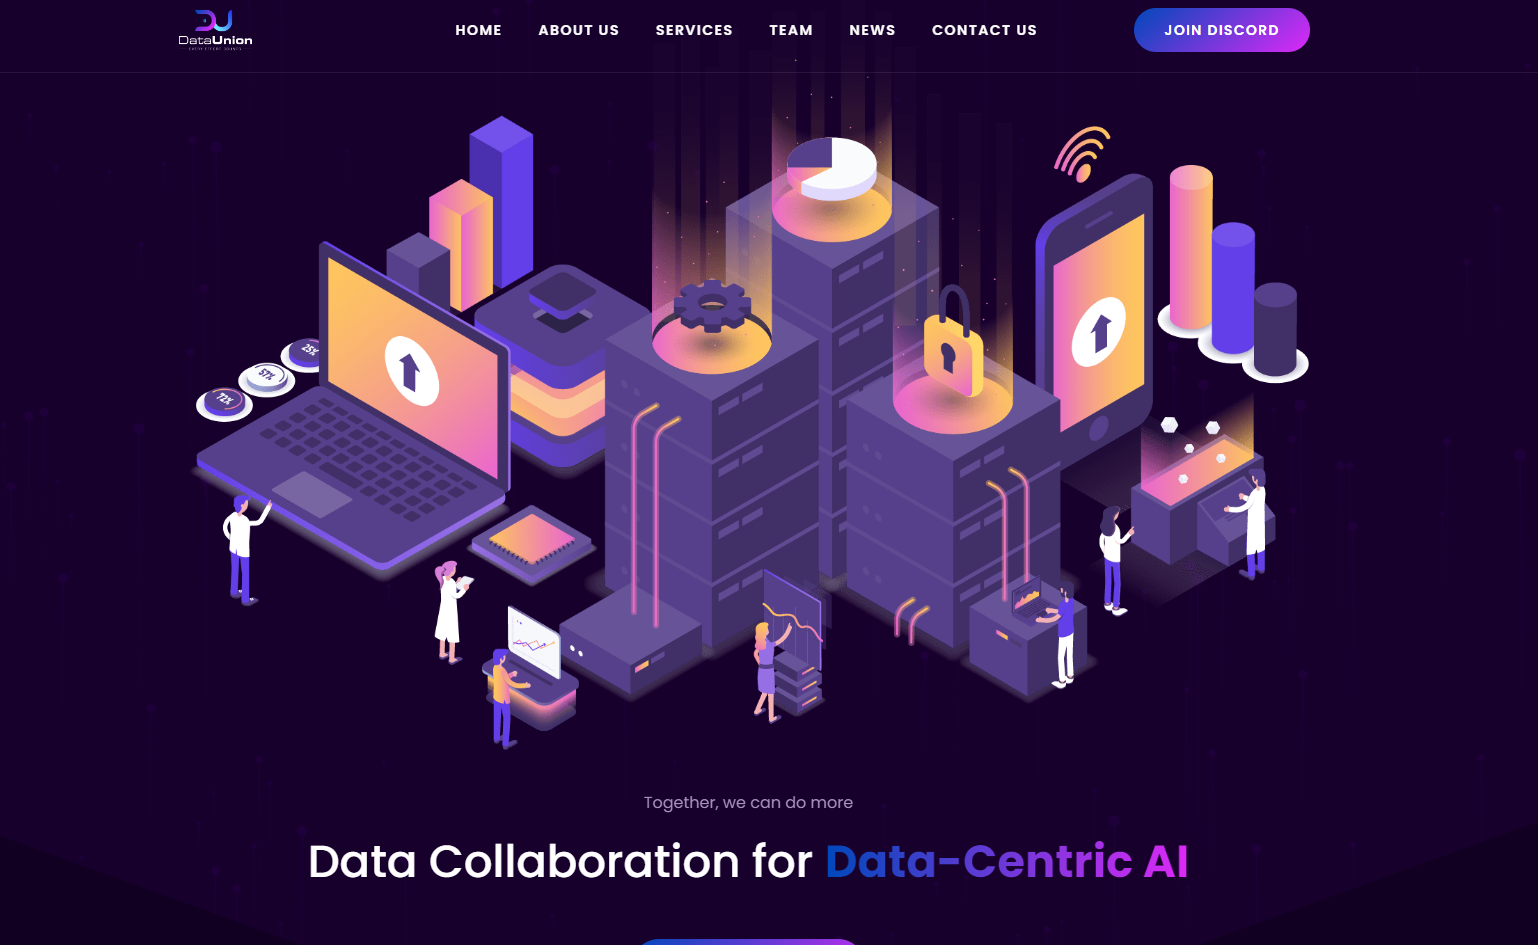 DataUnion
HOME
ABOUT US
SERVICES
TEAM
NEWS
CONTACT US
JOIN DISCORD
25%
57%
72%
Together, we can do more
Data Collaboration for Data-Centric AI